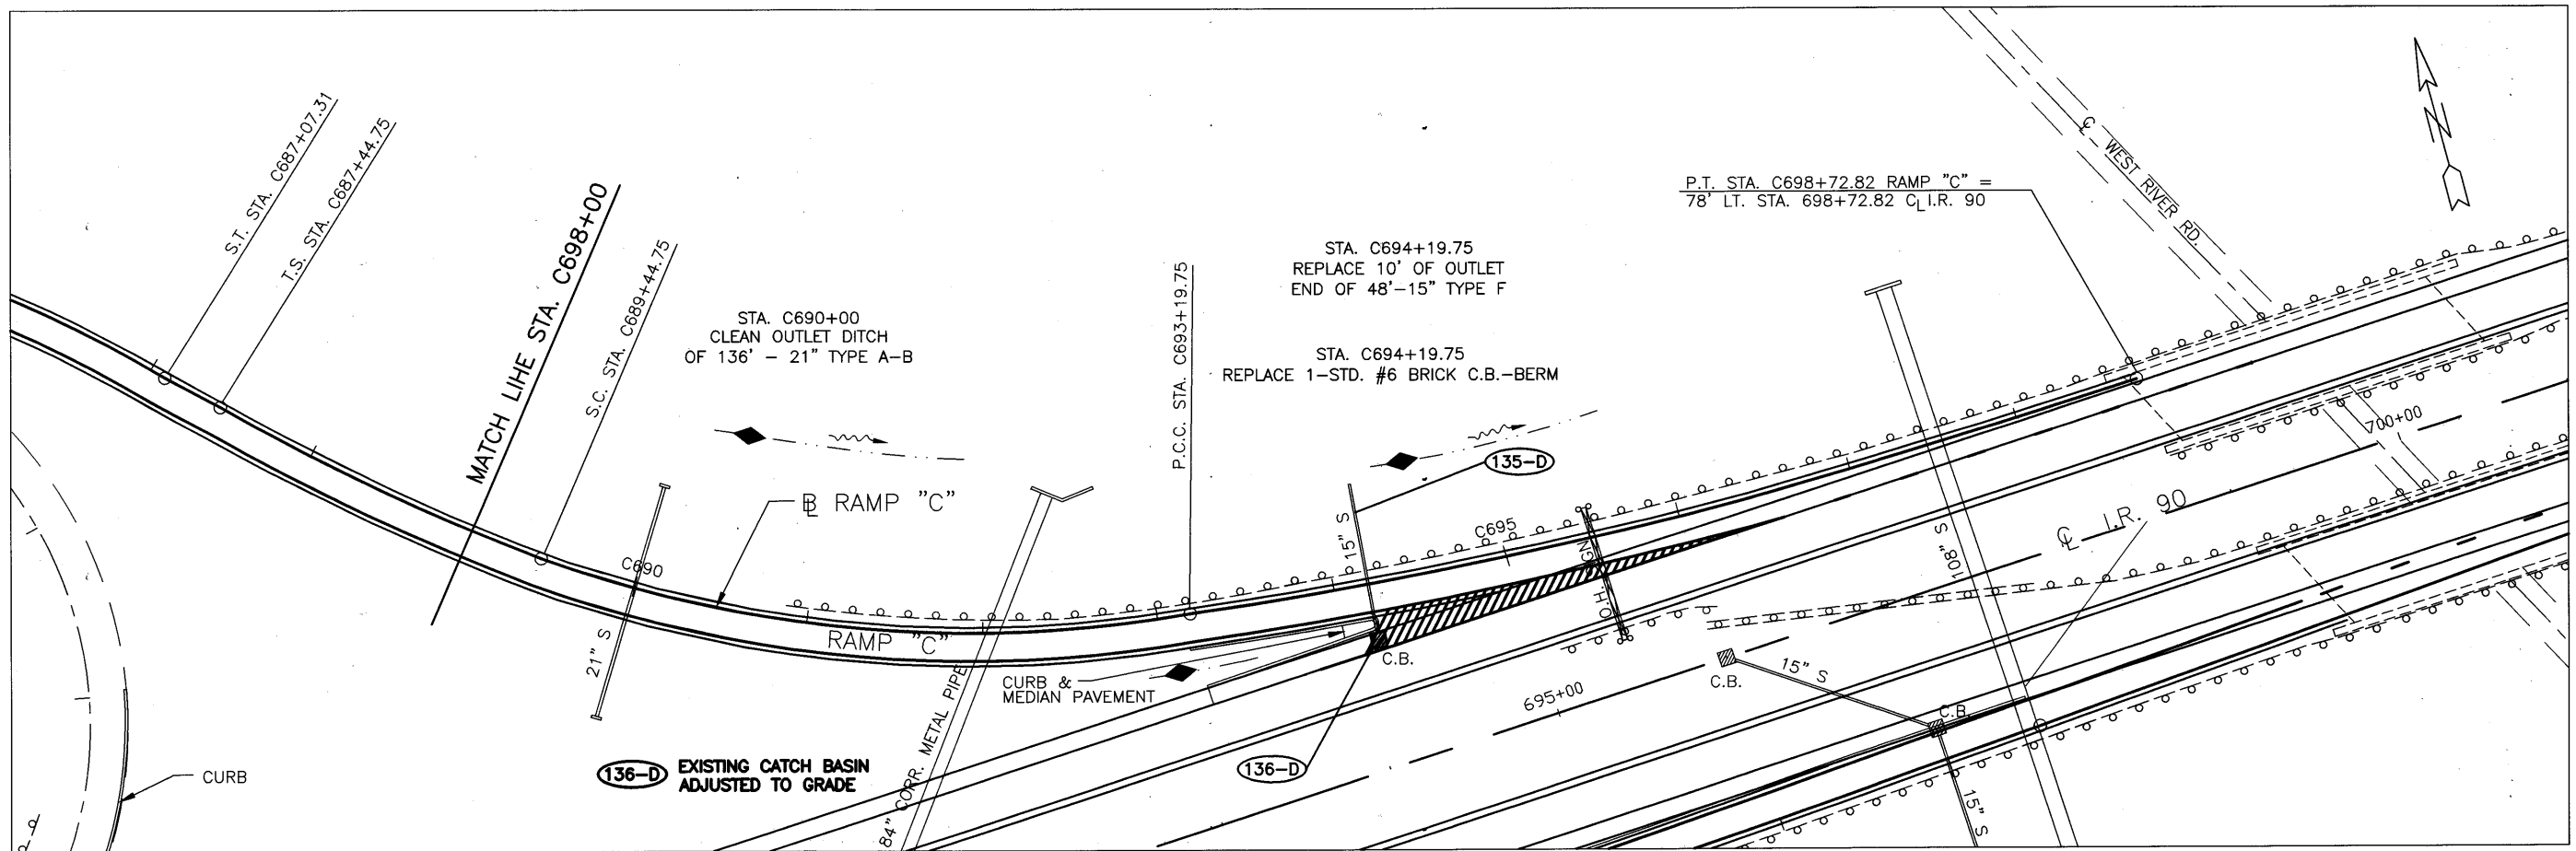 S.T. STA. C687+07.31
T.S. STA. C687+44.75
MATCH LIHE STA. C698+00
S.C. STA. C689+44.75
STA. C690+00
CLEAN OUTLET DITCH
OF 136' - 21" TYPE A-B
P.C.C. STA. C693+19.75
STA. C694+19.75
REPLACE 10' OF OUTLET
END OF 48'-15" TYPE F
STA. C694+19.75
REPLACE 1-STD. #6 BRICK C.B.-BERM
P.T. STA. C698+72.82 RAMP "C" =
78' LT. STA. 698+72.82 CL I.R. 90
CL WEST RIVER RD.
N
135-D
BL RAMP "C"
C690
21" S
RAMP "C"
84" CORR. METAL PIPE
CURB &
MEDIAN PAVEMENT
15" S
C.B.
C695
O.H. SIGN
108" S
700+00
CL I.R. 90
695+00
C.B.
15" S
C.B.
15" S
136-D
136-D EXISTING CATCH BASIN
ADJUSTED TO GRADE
CURB